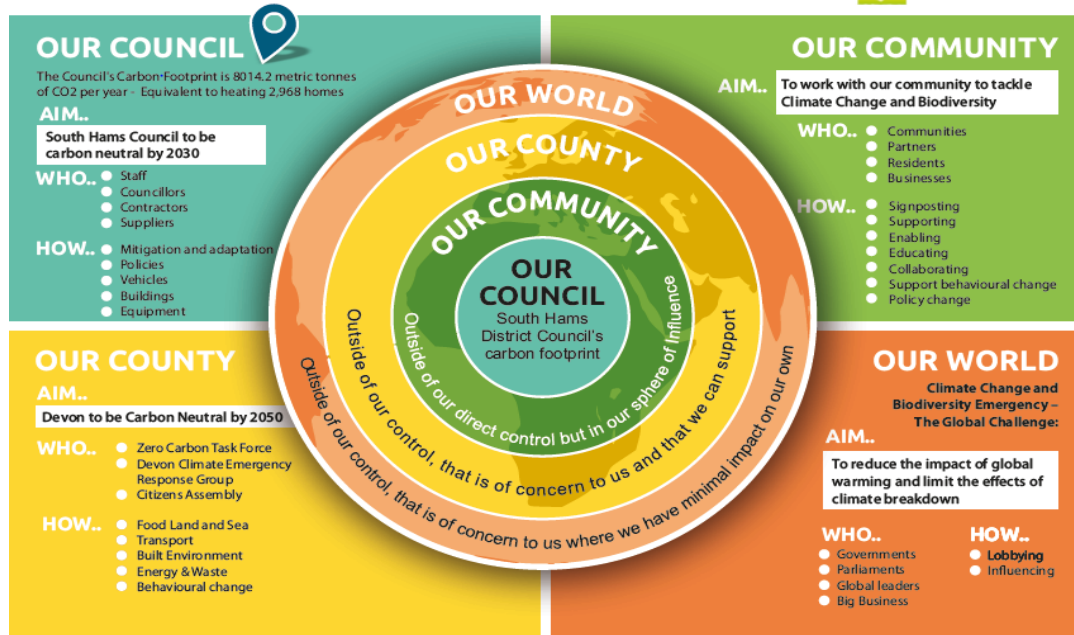 OUR COUNCIL
The Council's Carbon•Footprint is 8014.2 metric tonnes
of CO2 per year - Equivalent to heating 2,968 homes
AIM..
South Hams Council to be
carbon neutral by 2030
WHO..
Staff
Councillors
Contractors
Suppliers
HOW..
Mitigation and adaptation
Policies
Vehicles
Buildings
Equipment
OUR COMMUNITY
AIM..
To work with our community to tackle
Climate Change and Biodiversity
WHO..
Communities
Partners
Residents
Businesses
HOW..
Signposting
Supporting
Enabling
Educating
Collaborating
Support behavioural change
Policy change
OUR WORLD
OUR COUNTY
OUR COMMUNITY
OUR
COUNCIL
South Hams
District Council's
carbon footprint
Outside of our direct control but in our sphere of Influence
Outside of our control, that is of concern to us and that we can support
Outside of our control, that is of concern to us where we have minimal impact on our own
OUR COUNTY
AIM..
Devon to be Carbon Neutral by 2050
WHO..
Zero Carbon Task Force
Devon Climate Emergency
Response Group
Citizens Assembly
HOW..
Food Land and Sea
Transport
Built Environment
Energy & Waste
Behavioural change
OUR WORLD
Climate Change and
Biodiversity Emergency –
The Global Challenge:
AIM..
To reduce the impact of global
warming and limit the effects of
climate breakdown
WHO..
Governments
Parliaments
Global leaders
Big Business
HOW..
Lobbying
Influencing